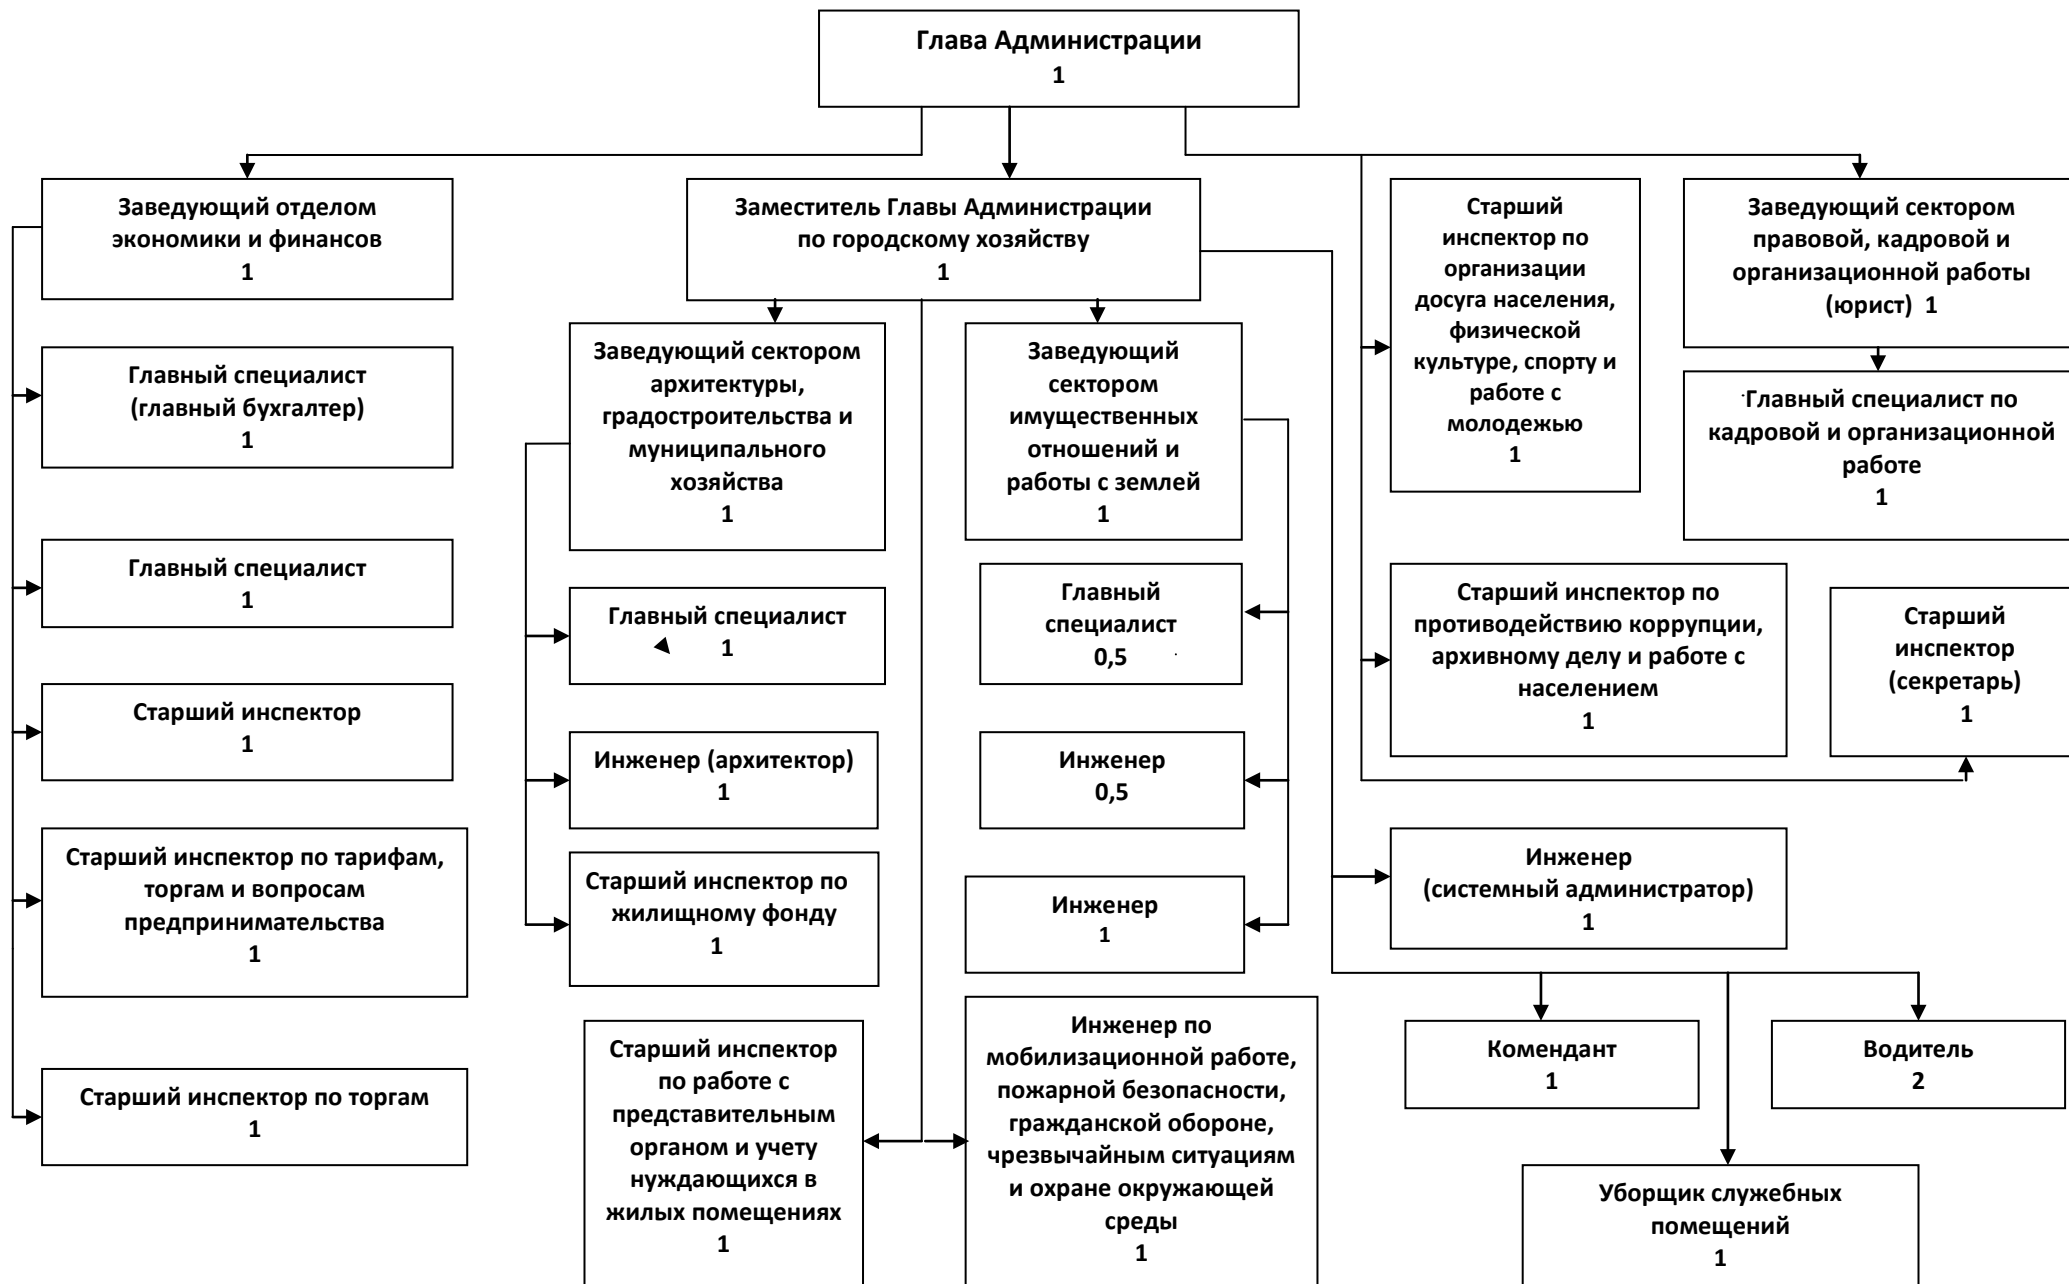 Глава Администрации
1
Заведующий отделом
экономики и финансов
1
Главный специалист
(главный бухгалтер)
1
Главный специалист
1
Старший инспектор
1
Старший инспектор по тарифам,
торгам и вопросам
предпринимательства
1
Старший инспектор по торгам
1
Заместитель Главы Администрации
по городскому хозяйству
1
Заведующий сектором
архитектуры,
градостроительства и
муниципального
хозяйства
1
Главный специалист
1
Инженер (архитектор)
1
Старший инспектор по
жилищному фонду
1
Старший инспектор
по работе с
представительным
органом и учету
нуждающихся в
жилых помещениях
1
Заведующий
сектором
имущественных
отношений и
работы с землей
1
Главный
специалист
0,5
Инженер
0,5
Инженер
1
Инженер по
мобилизационной работе,
пожарной безопасности,
гражданской обороне,
чрезвычайным ситуациям
и охране окружающей
среды
1
Старший
инспектор по
организации
досуга населения,
физической
культуре, спорту и
работе с
молодежью
1
Заведующий сектором
правовой, кадровой и
организационной работы
(юрист) 1
Главный специалист по
кадровой и организационной
работе
1
Старший инспектор по
противодействию коррупции,
архивному делу и работе с
населением
1
Старший
инспектор
(секретарь)
1
Инженер
(системный администратор)
1
Комендант
1
Водитель
2
Уборщик служебных
помещений
1